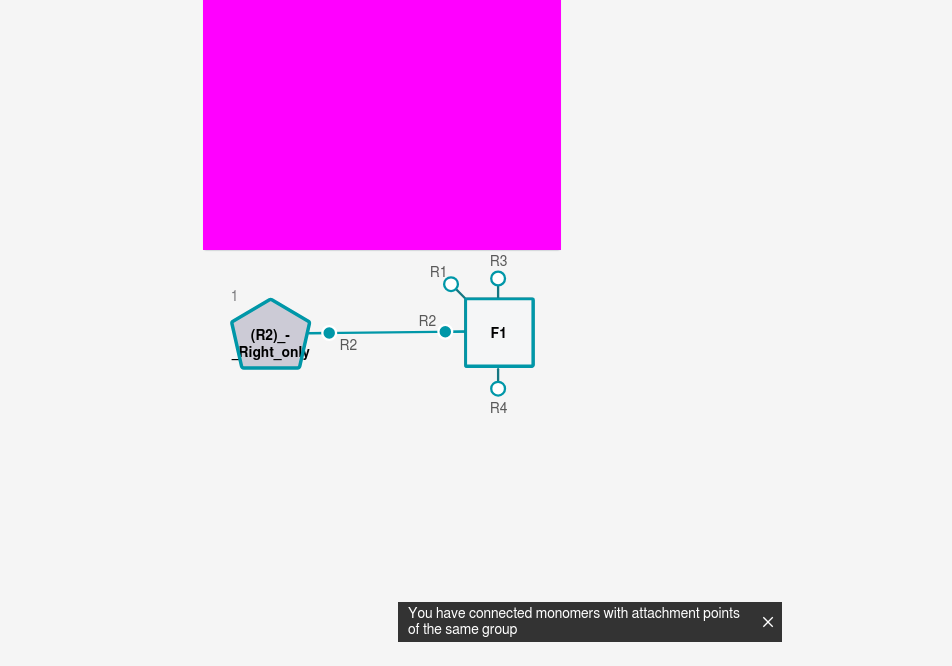 R3
R1
1
R2
(R2)_-
_Right_only
R2
F1
R4
You have connected monomers with attachment points
of the same group